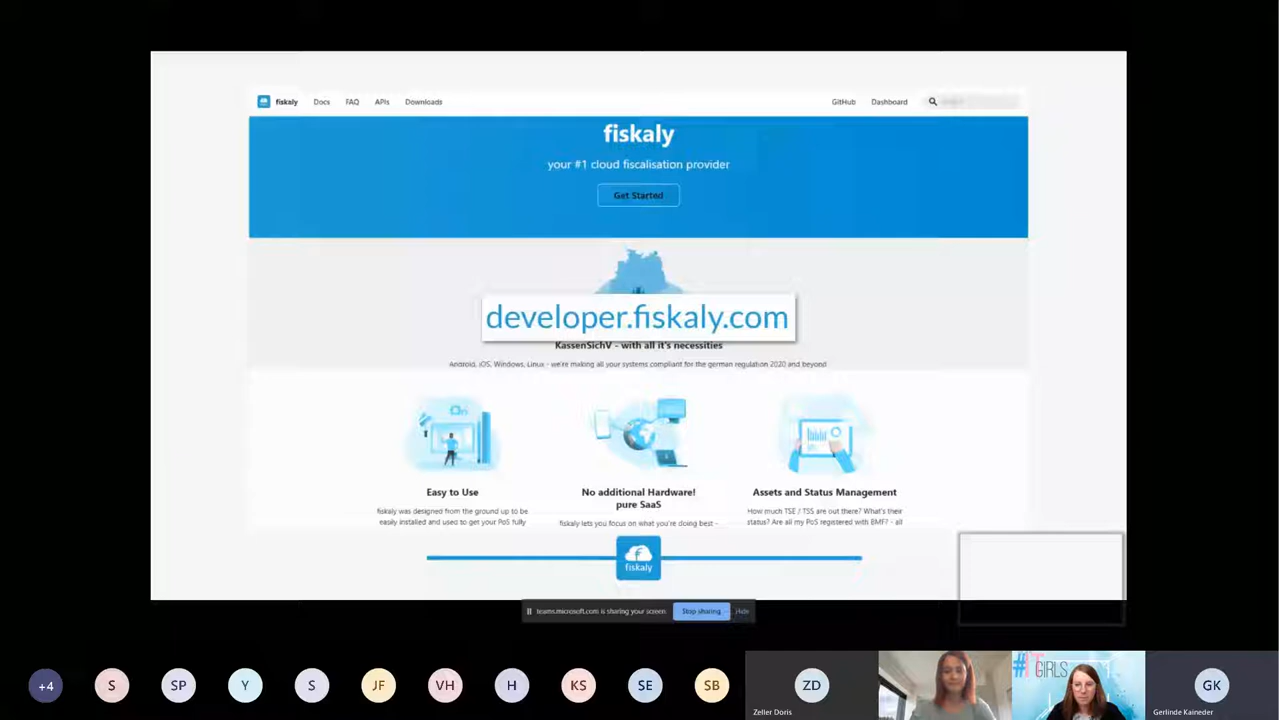 fiskaly Docs FAQ APIs Downloads GitHub Dashboard
fiskaly
your #1 cloud fiscalisation provider
Get Started
developer.fiskaly.com
KassenSichV - with all it's necessities
Android, iOS, Windows, Linux - we're making all your systems compliant for the german regulation 2020 and beyond
Easy to Use
fiskaly was designed from the ground up to be
easily installed and used to get your PoS fully
No additional Hardware!
pure SaaS
fiskaly lets you focus on what you're doing best -
Assets and Status Management
How much TSE / TSS are out there? What's their
status? Are all my PoS registered with BMF? - all
fiskaly
teams.microsoft.com is sharing your screen. Stop sharing Hide
+4 S SP Y S JF VH H KS SE SB ZD GK
#IT GIRLS
Zeller Doris
Gerlinde Kaineder